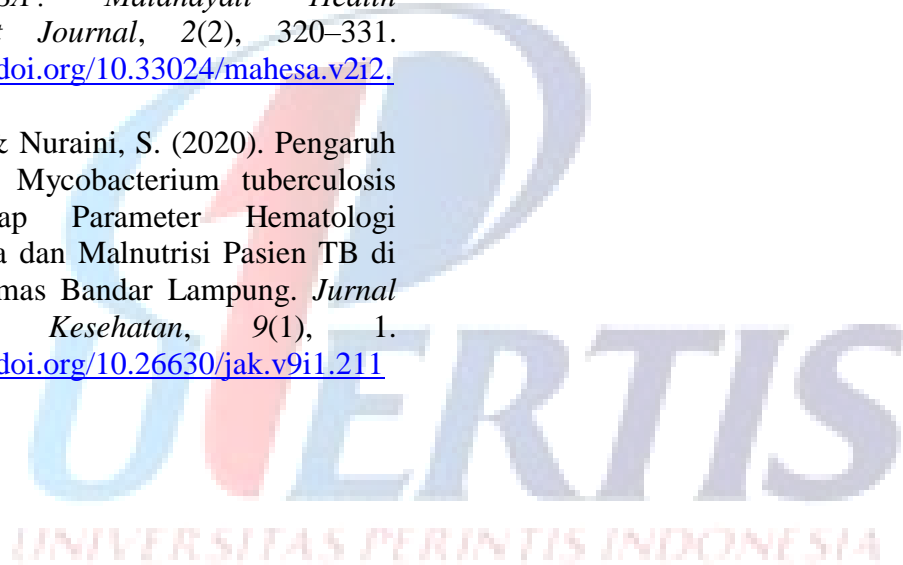 Malahayati Health
Journal, 2(2), 320–331.
doi.org/10.33024/mahesa.v2i2.
& Nuraini, S. (2020). Pengaruh
Mycobacterium tuberculosis
ap Parameter Hematologi
a dan Malnutrisi Pasien TB di
mas Bandar Lampung. Jurnal
Kesehatan, 9(1), 1.
doi.org/10.26630/jak.v9i1.211
UPERTIS
UNIVERSITAS PERINTIS INDONESIA